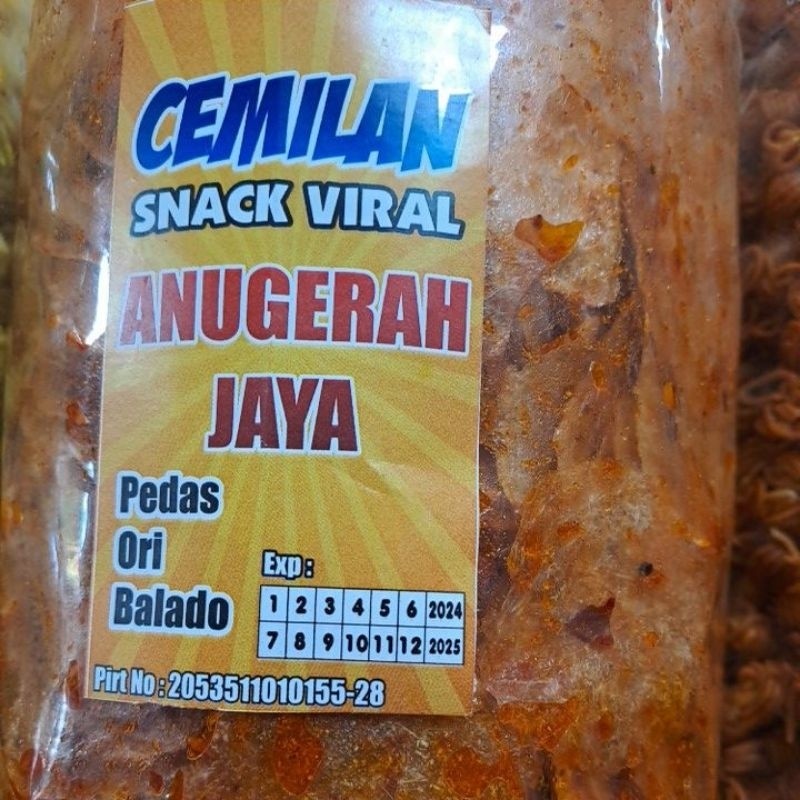 CEMILAN
SNACK VIRAL
ANUGERAH
JAYA
Pedas
Ori
Balado
Exp :
1 2 3 4 5 6 2024
7 8 9 10 11 12 2025
Pirt No : 2053511010155-28